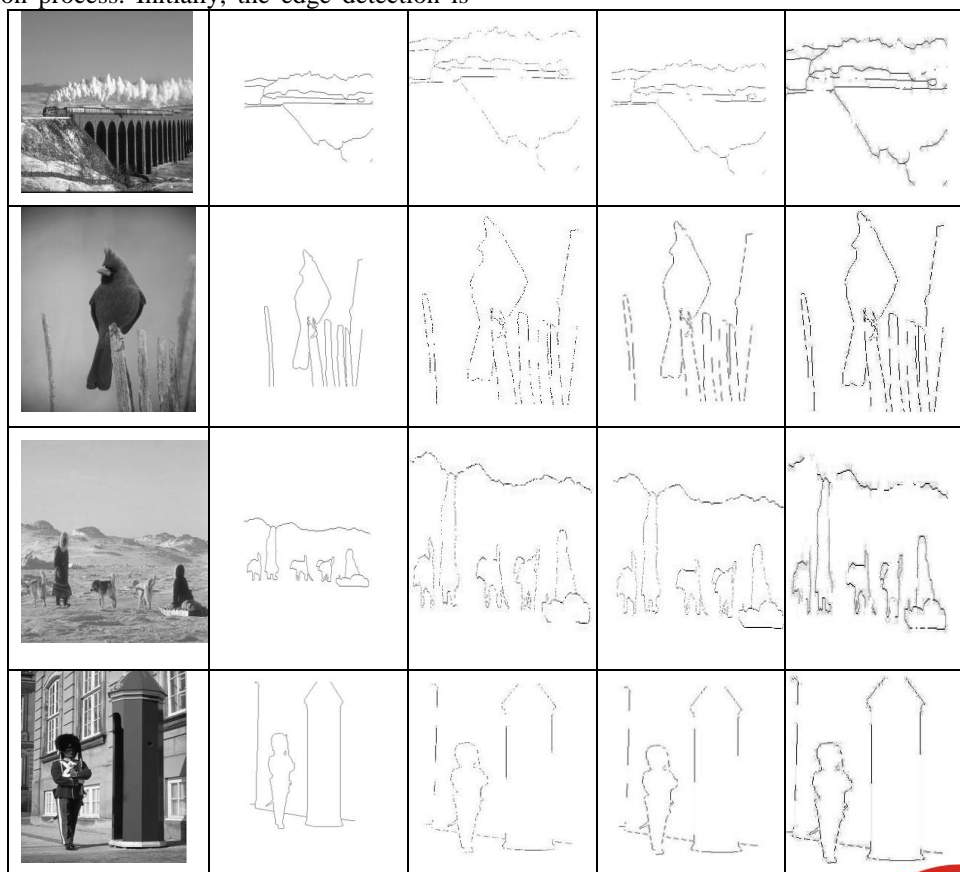 on process. Initially, the edge detection is